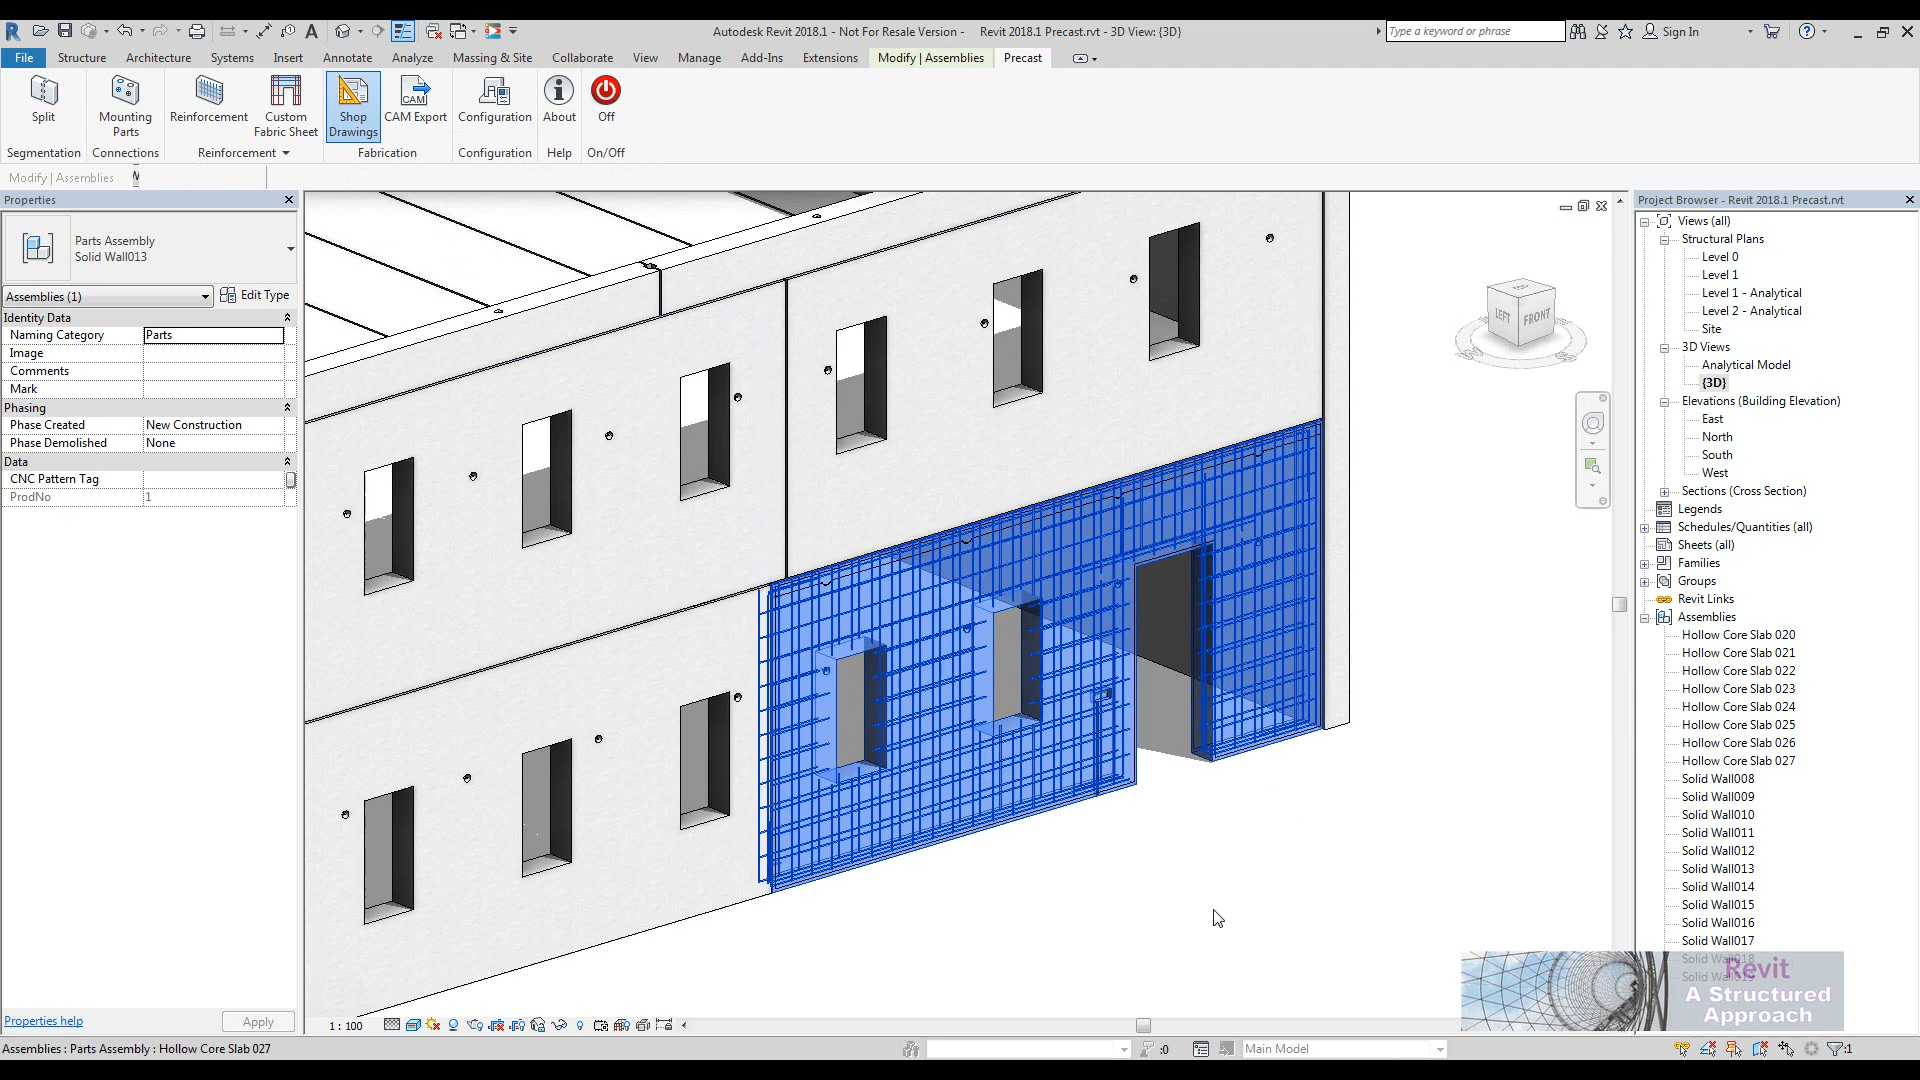 Autodesk Revit 2018.1 - Not For Resale Version - Revit 2018.1 Precast.rvt - 3D View: {3D}
Type a keyword or phrase
Sign In
File Structure Architecture Systems Insert Annotate Analyze Massing & Site Collaborate View Manage Add-Ins Extensions Modify | Assemblies Precast
Split
Mounting Parts
Reinforcement
Custom Fabric Sheet
Shop Drawings
CAM
CAM Export
Configuration
About
Off
Segmentation Connections Reinforcement Fabrication Configuration Help On/Off
Modify | Assemblies
Properties
Parts Assembly
Solid Wall013
Assemblies (1)
Edit Type
Identity Data
Naming Category Parts
Image
Comments
Mark
Phasing
Phase Created New Construction
Phase Demolished None
Data
CNC Pattern Tag
ProdNo 1
Properties help
Apply
TOP
LEFT
FRONT
1 : 100
Project Browser - Revit 2018.1 Precast.rvt
Views (all)
Structural Plans
Level 0
Level 1
Level 1 - Analytical
Level 2 - Analytical
Site
3D Views
Analytical Model
{3D}
Elevations (Building Elevation)
East
North
South
West
Sections (Cross Section)
Legends
Schedules/Quantities (all)
Sheets (all)
Families
Groups
Revit Links
Assemblies
Hollow Core Slab 020
Hollow Core Slab 021
Hollow Core Slab 022
Hollow Core Slab 023
Hollow Core Slab 024
Hollow Core Slab 025
Hollow Core Slab 026
Hollow Core Slab 027
Solid Wall008
Solid Wall009
Solid Wall010
Solid Wall011
Solid Wall012
Solid Wall013
Solid Wall014
Solid Wall015
Solid Wall016
Solid Wall017
Solid Wall018
Solid Wall019
Revit
A Structured
Approach
Assemblies : Parts Assembly : Hollow Core Slab 027
:0
Main Model
:1